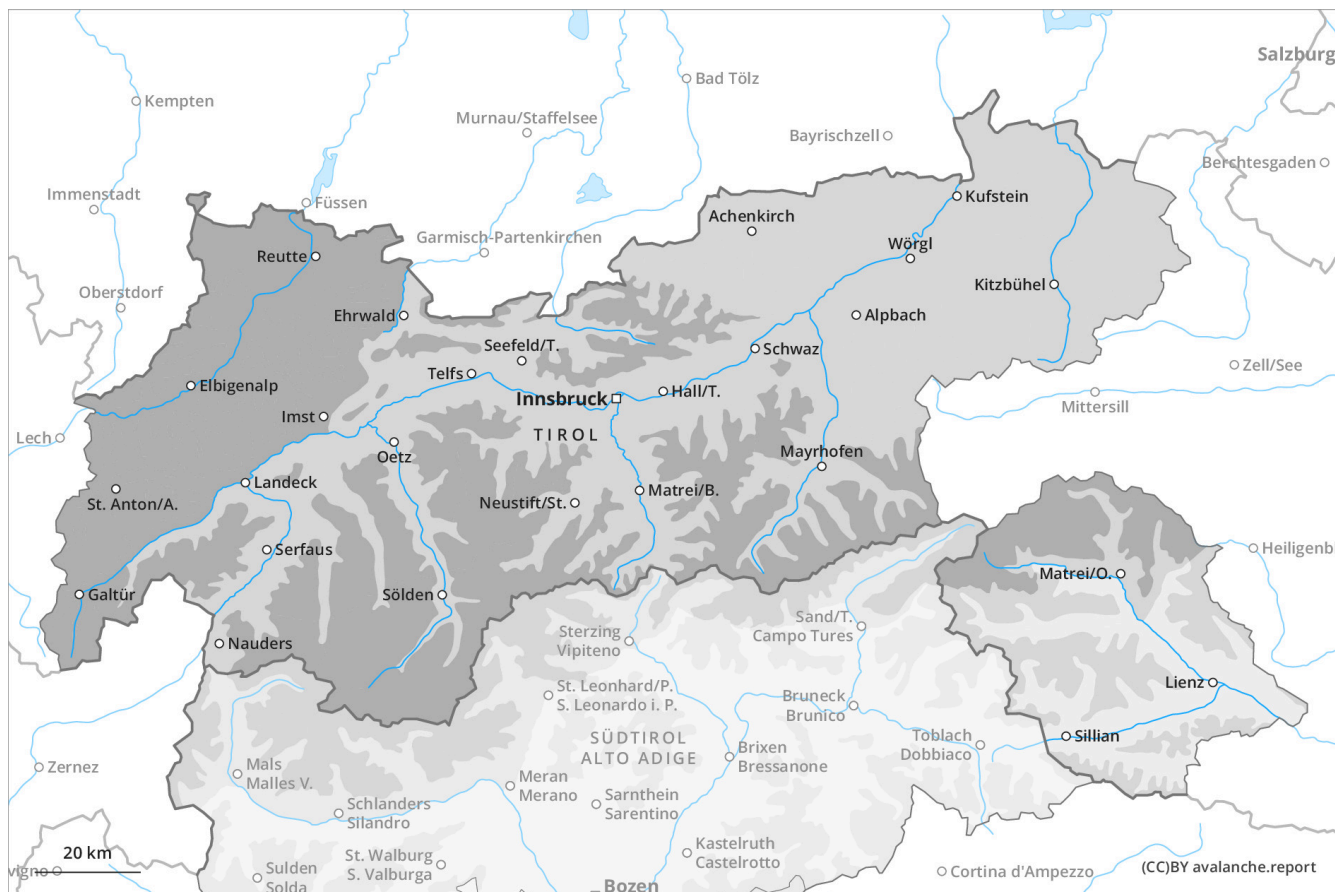 Salzburg
Kempten
Bad Tölz
Murnau/Staffelsee
Bayrischzell
Berchtesgaden
Immenstadt
Füssen
Kufstein
Achenkirch
Garmisch-Partenkirchen
Wörgl
Reutte
Kitzbühel
Oberstdorf
Ehrwald
Alpbach
Seefeld/T.
Schwaz
Zell/See
Telfs
Elbigenalp
Hall/T.
Innsbruck
Mittersill
Imst
Lech
TIROL
Oetz
Mayrhofen
Landeck
Matrei/B.
St. Anton/A.
Neustift/St.
Serfaus
Heiligenb
Matrei/O.
Galtür
Sölden
Sand/T.
Campo Tures
Sterzing
Vipiteno
Nauders
Lienz
St. Leonhard/P.
S. Leonardo i. P.
Bruneck
Brunico
SÜDTIROL
ALTO ADIGE
Toblach
Dobbiaco
Sillian
Brixen
Bressanone
Zernez
Mals
Malles V.
Meran
Merano
Schlanders
Silandro
Sarnthein
Sarentino
Kastelruth
Castelrotto
20 km
St. Walburg
S. Valburga
vigno
Sulden
Solda
Cortina d'Ampezzo
(CC)BY avalanche.report
Bozen